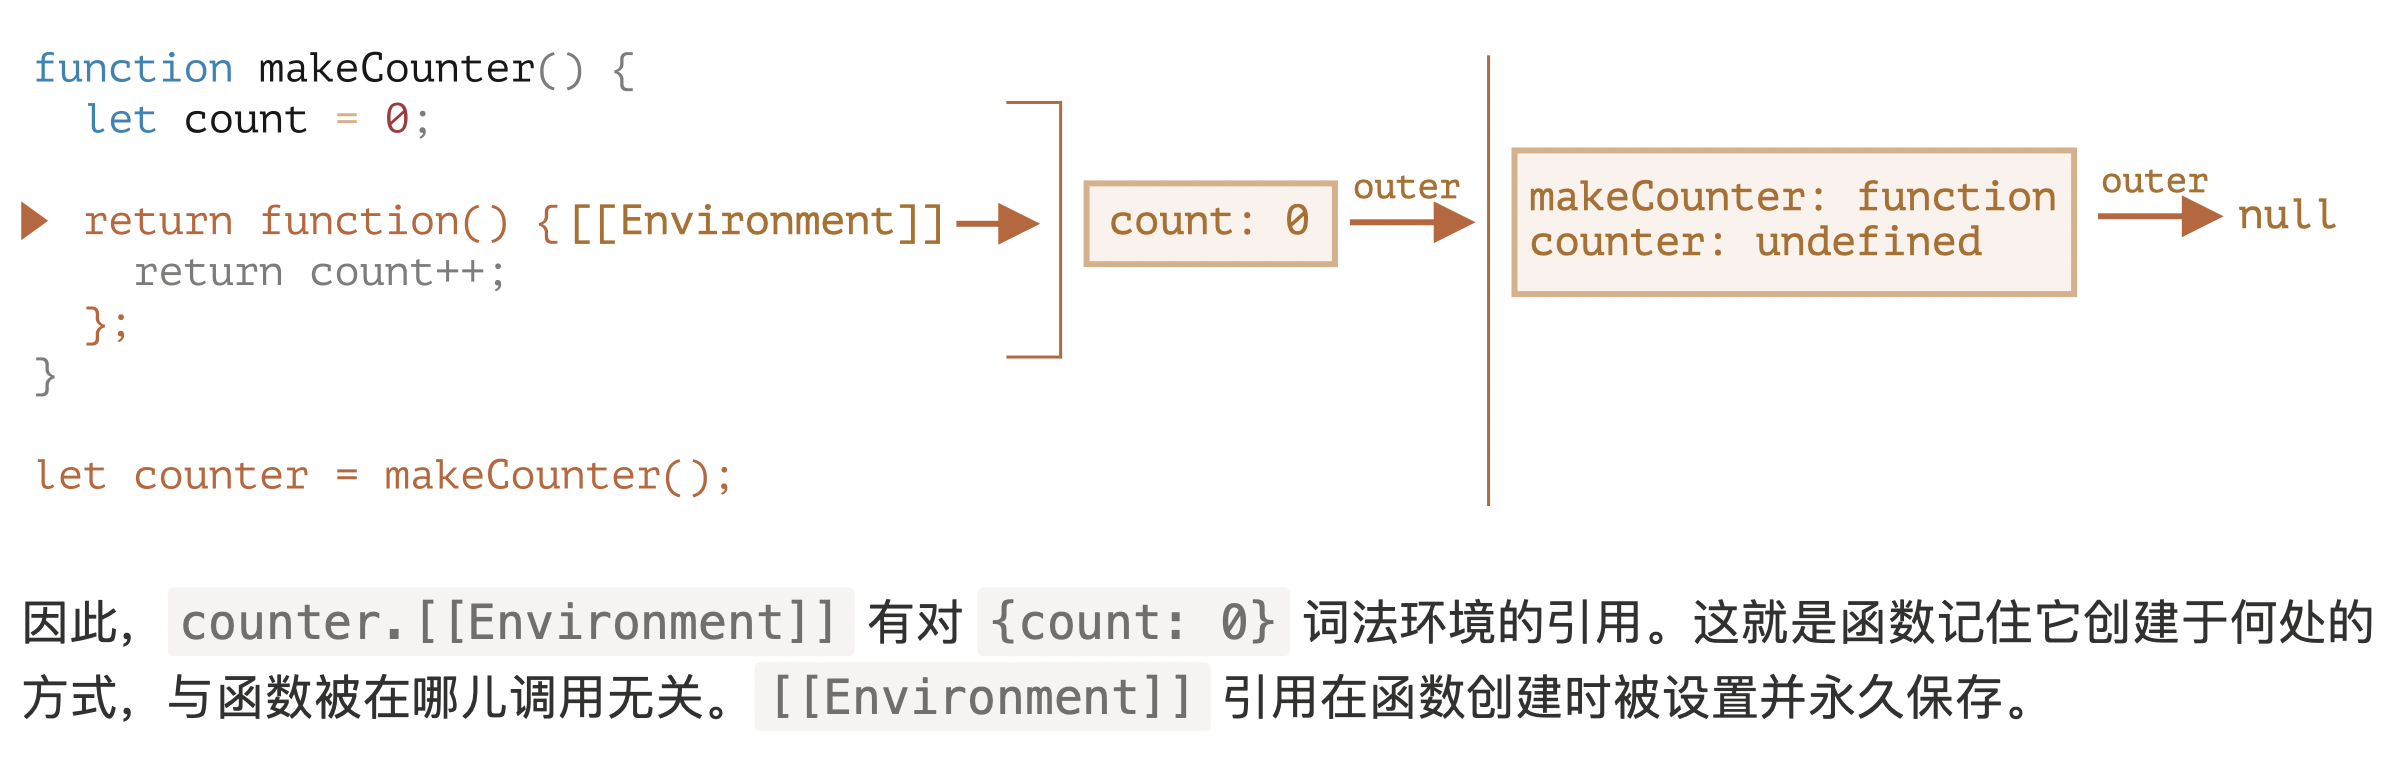 function makeCounter() {
  let count = 0;
  return function() { [[Environment]]
    return count++;
  };
}
let counter = makeCounter();
count: 0
outer
makeCounter: function
counter: undefined
outer
null
因此，counter.[[Environment]] 有对 {count: 0} 词法环境的引用。这就是函数记住它创建于何处的
方式，与函数被在哪儿调用无关。[[Environment]] 引用在函数创建时被设置并永久保存。